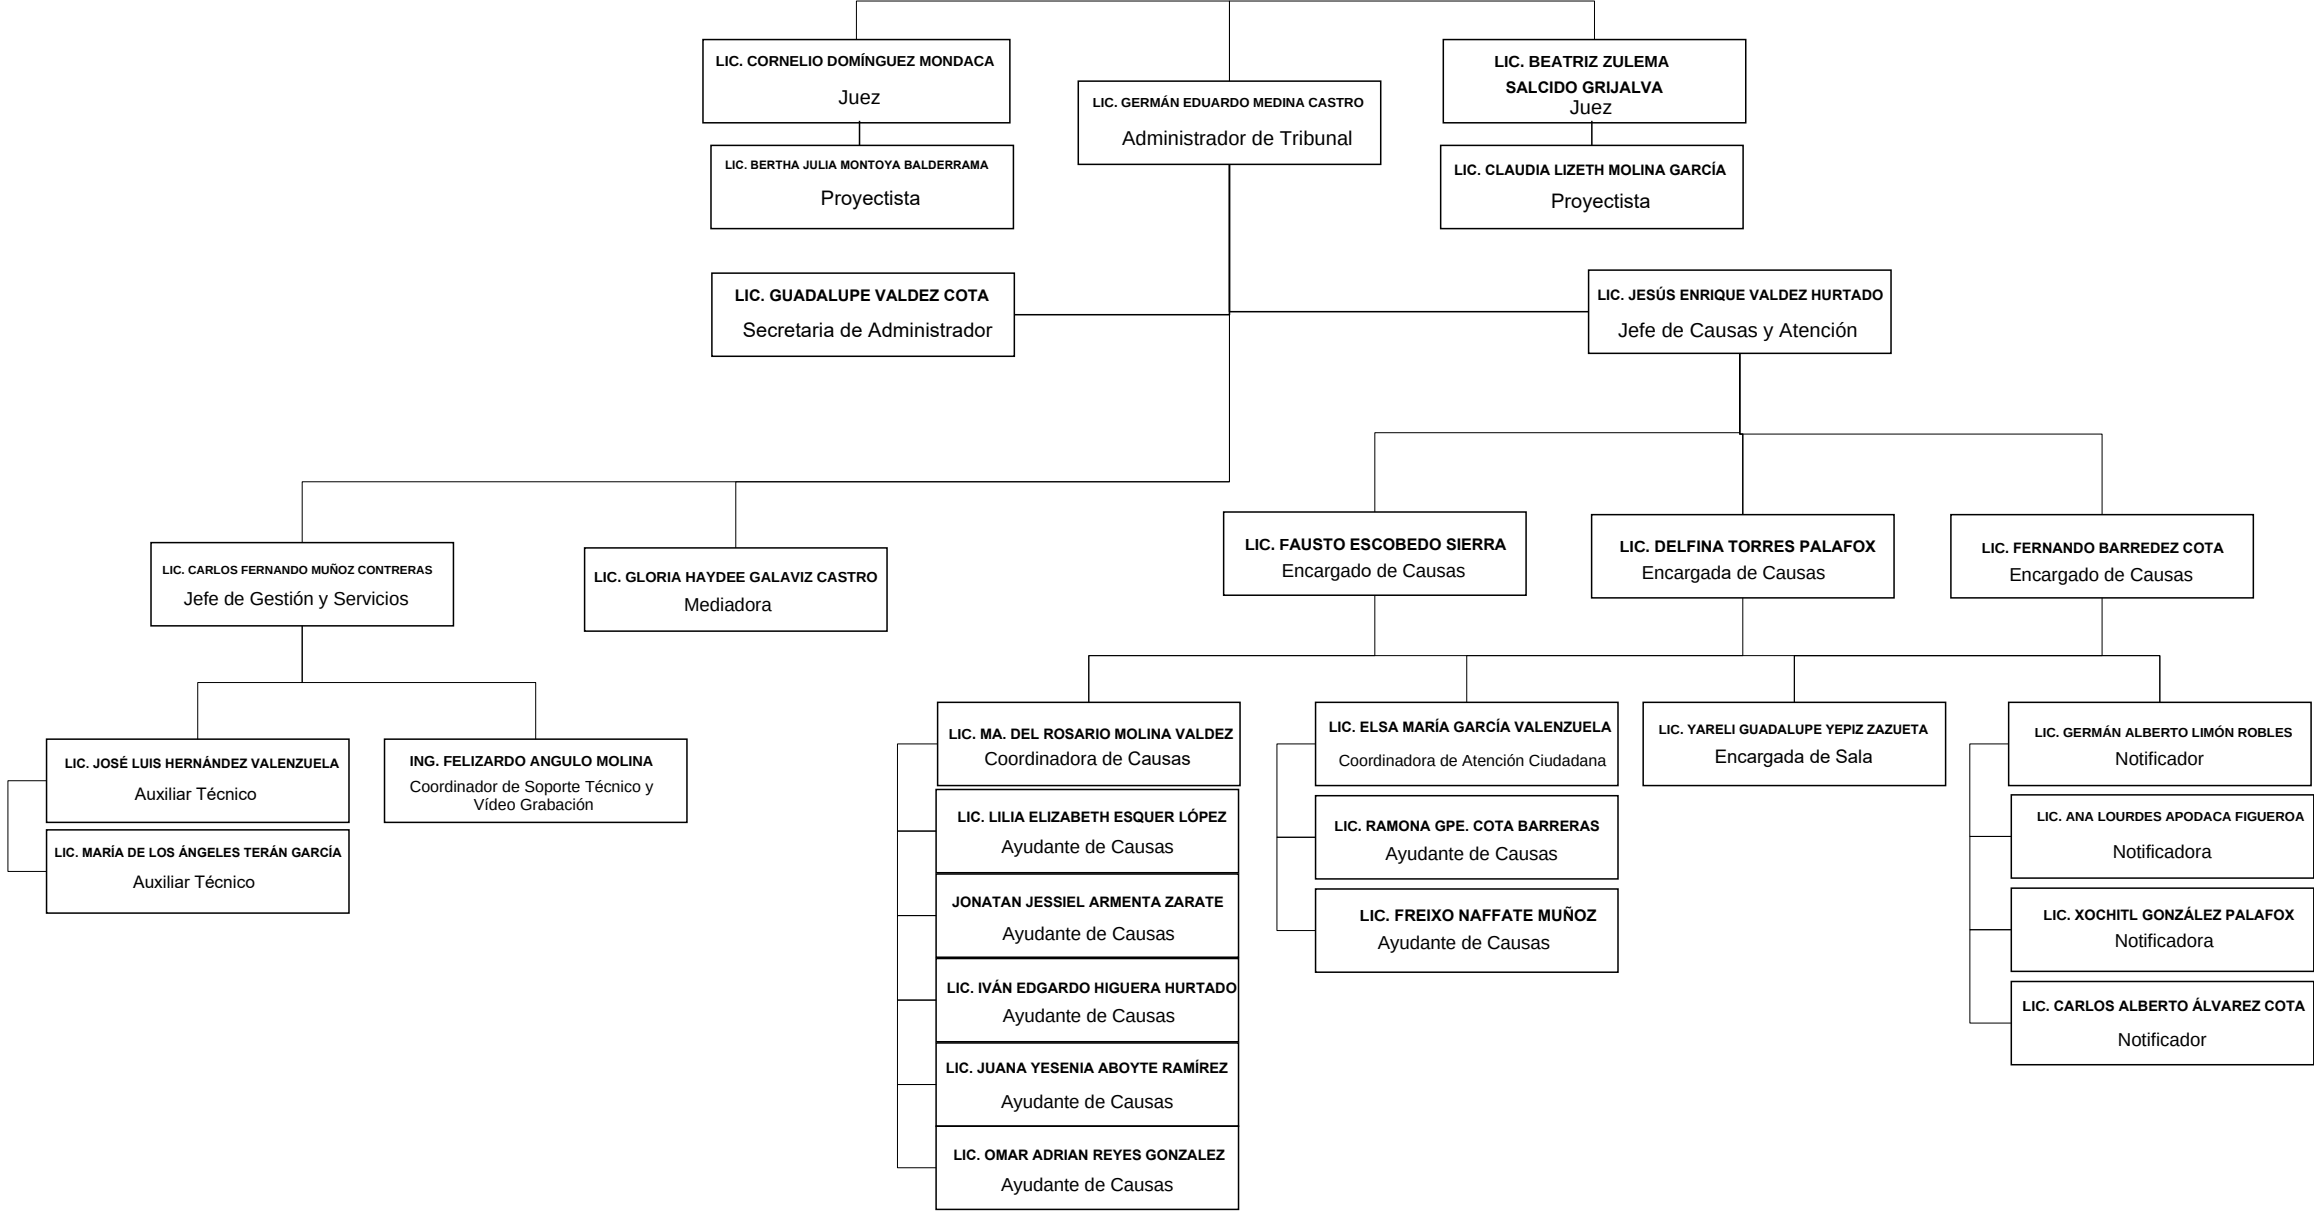 LIC. CORNELIO DOMÍNGUEZ MONDACA
Juez
LIC. GERMÁN EDUARDO MEDINA CASTRO
Administrador de Tribunal
LIC. BEATRIZ ZULEMA
SALCIDO GRIJALVA
Juez
LIC. BERTHA JULIA MONTOYA BALDERRAMA
Proyectista
LIC. CLAUDIA LIZETH MOLINA GARCÍA
Proyectista
LIC. GUADALUPE VALDEZ COTA
Secretaria de Administrador
LIC. JESÚS ENRIQUE VALDEZ HURTADO
Jefe de Causas y Atención
LIC. CARLOS FERNANDO MUÑOZ CONTRERAS
Jefe de Gestión y Servicios
LIC. GLORIA HAYDEE GALAVIZ CASTRO
Mediadora
LIC. FAUSTO ESCOBEDO SIERRA
Encargado de Causas
LIC. DELFINA TORRES PALAFOX
Encargada de Causas
LIC. FERNANDO BARREDEZ COTA
Encargado de Causas
LIC. JOSÉ LUIS HERNÁNDEZ VALENZUELA
Auxiliar Técnico
LIC. MARÍA DE LOS ÁNGELES TERÁN GARCÍA
Auxiliar Técnico
ING. FELIZARDO ANGULO MOLINA
Coordinador de Soporte Técnico y
Vídeo Grabación
LIC. MA. DEL ROSARIO MOLINA VALDEZ
Coordinadora de Causas
LIC. LILIA ELIZABETH ESQUER LÓPEZ
Ayudante de Causas
JONATAN JESSIEL ARMENTA ZARATE
Ayudante de Causas
LIC. IVÁN EDGARDO HIGUERA HURTADO
Ayudante de Causas
LIC. JUANA YESENIA ABOYTE RAMÍREZ
Ayudante de Causas
LIC. OMAR ADRIAN REYES GONZALEZ
Ayudante de Causas
LIC. ELSA MARÍA GARCÍA VALENZUELA
Coordinadora de Atención Ciudadana
LIC. RAMONA GPE. COTA BARRERAS
Ayudante de Causas
LIC. FREIXO NAFFATE MUÑOZ
Ayudante de Causas
LIC. YARELI GUADALUPE YEPIZ ZAZUETA
Encargada de Sala
LIC. GERMÁN ALBERTO LIMÓN ROBLES
Notificador
LIC. ANA LOURDES APODACA FIGUEROA
Notificadora
LIC. XOCHITL GONZÁLEZ PALAFOX
Notificadora
LIC. CARLOS ALBERTO ÁLVAREZ COTA
Notificador